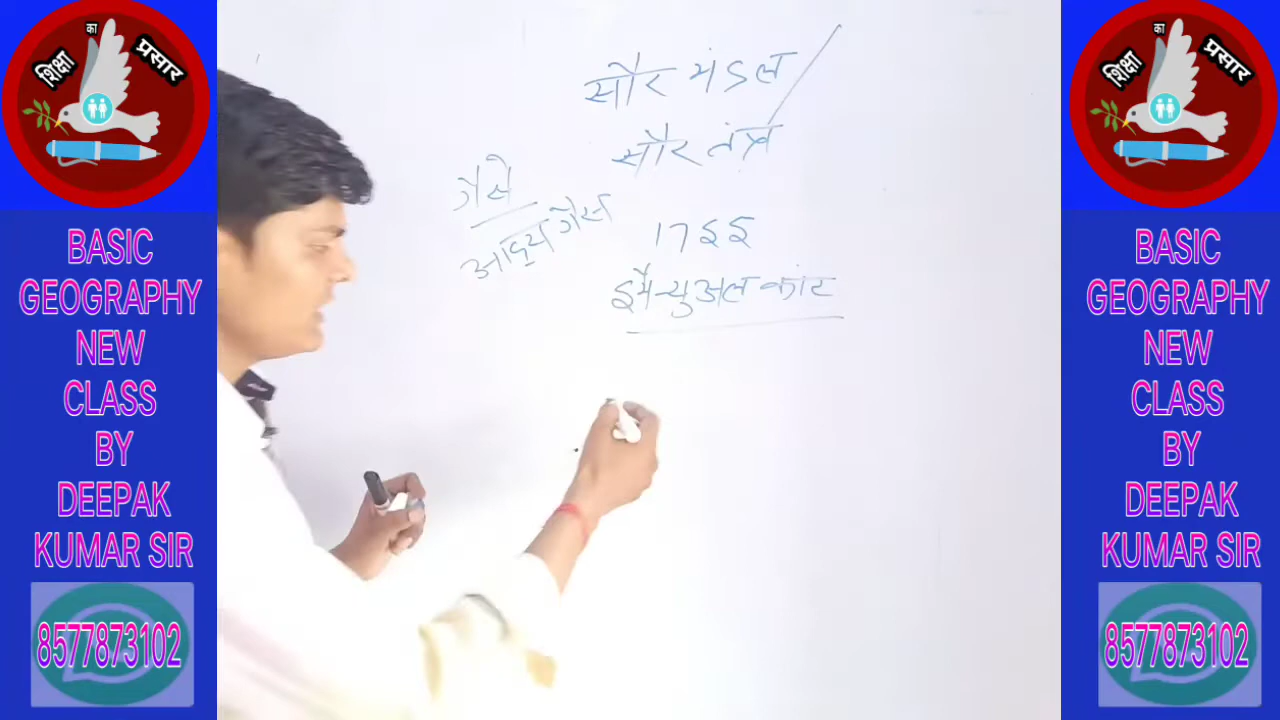 शिक्षा का प्रसार
BASIC
GEOGRAPHY
NEW
CLASS
BY
DEEPAK
KUMAR SIR
8577873102
सौर मंडल
सौर तंत्र
गैसे
आद्य गैस
17इइ
इमैन्युअल कांट
शिक्षा का प्रसार
BASIC
GEOGRAPHY
NEW
CLASS
BY
DEEPAK
KUMAR SIR
8577873102